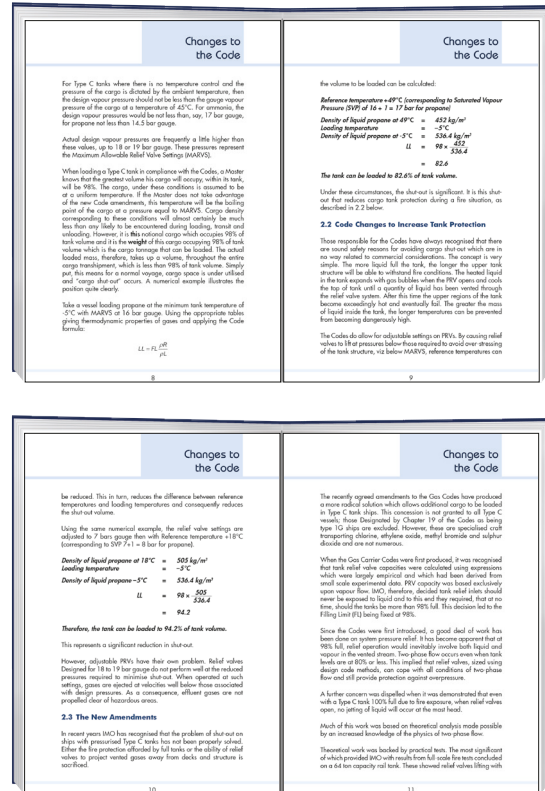 Changes to
the Code
For Type C tanks where there is no temperature control and the
pressure of the cargo is dictated by the ambient temperature, then
the design vapour pressure should not be less than the gauge vapour
pressure of the cargo at a temperature of 45°C. For ammonia, the
design vapour pressures would be not less than, say, 17 bar gauge,
for propane not less than 14.5 bar gauge.
Actual design vapour pressures are frequently a little higher than
these values, up to 18 or 19 bar gauge. These pressures represent
the Maximum Allowable Relief Valve Settings (MARVS).
When loading a Type C tank in compliance with the Codes, a Master
knows that the greatest volume his cargo will occupy, within its tank,
will be 98%. The cargo, under these conditions is assumed to be
at a uniform temperature. If the Master does not take advantage
of the new Code amendments, this temperature will be the boiling
point of the cargo at a pressure equal to MARVS. Cargo density
corresponding to these conditions will almost certainly be much
less than any likely to be encountered during loading, transit and
unloading. However, it is this notional cargo which occupies 98% of
tank volume and it is the weight of this cargo occupying 98% of tank
volume which is the cargo tonnage that can be loaded. The actual
loaded mass, therefore, takes up a volume, throughout the entire
cargo transhipment, which is less than 98% of tank volume. Simply
put, this means for a normal voyage, cargo space is under utilised
and "cargo shut-out" occurs. A numerical example illustrates the
position quite clearly.
Take a vessel loading propane at the minimum tank temperature of
-5°C with MARVS at 16 bar gauge. Using the appropriate tables
giving thermodynamic properties of gases and applying the Code
formula:
LL = FL ρR
ρL
8
Changes to
the Code
the volume to be loaded can be calculated:
Reference temperature +49°C (corresponding to Saturated Vapour
Pressure (SVP) of 16 + 1 = 17 bar for propane)
Density of liquid propane at 49°C = 452 kg/m³
Loading temperature = –5°C
Density of liquid propane at -5°C = 536.4 kg/m³
LL = 98 × 452
536.4
= 82.6
The tank can be loaded to 82.6% of tank volume.
Under these circumstances, the shut-out is significant. It is this shut-
out that reduces cargo tank protection during a fire situation, as
described in 2.2 below.
2.2 Code Changes to Increase Tank Protection
Those responsible for the Codes have always recognised that there
are sound safety reasons for avoiding cargo shut-out which are in
no way related to commercial considerations. The concept is very
simple. The more liquid full the tank, the longer the upper tank
structure will be able to withstand fire conditions. The heated liquid
in the tank expands with gas bubbles when the PRV opens and cools
the top of tank until a quantity of liquid has been vented through
the relief valve system. After this time the upper regions of the tank
become exceedingly hot and eventually fail. The greater the mass
of liquid inside the tank, the longer temperatures can be prevented
from becoming dangerously high.
The Codes do allow for adjustable settings on PRVs. By causing relief
valves to lift at pressures below those required to avoid over-stressing
of the tank structure, viz below MARVS, reference temperatures can
9
Changes to
the Code
be reduced. This in turn, reduces the difference between reference
temperatures and loading temperatures and consequently reduces
the shut-out volume.
Using the same numerical example, the relief valve settings are
adjusted to 7 bars gauge then with Reference temperature +18°C
(corresponding to SVP 7+1 = 8 bar for propane).
Density of liquid propane at 18°C = 505 kg/m³
Loading temperature = –5°C
Density of liquid propane –5°C = 536.4 kg/m³
LL = 98 × 505
536.4
= 94.2
Therefore, the tank can be loaded to 94.2% of tank volume.
This represents a significant reduction in shut-out.
However, adjustable PRVs have their own problem. Relief valves
Designed for 18 to 19 bar gauge do not perform well at the reduced
pressures required to minimise shut-out. When operated at such
settings, gases are ejected at velocities well below those associated
with design pressures. As a consequence, effluent gases are not
propelled clear of hazardous areas.
2.3 The New Amendments
In recent years IMO has recognised that the problem of shut-out on
ships with pressurised Type C tanks has not been properly solved.
Either the fire protection afforded by full tanks or the ability of relief
valves to project vented gases away from decks and structure is
sacrificed.
10
Changes to
the Code
The recently agreed amendments to the Gas Codes have produced
a more radical solution which allows additional cargo to be loaded
in Type C tank ships. This concession is not granted to all Type C
vessels; those Designated by Chapter 19 of the Codes as being
type 1G ships are excluded. However, these are specialised craft
transporting chlorine, ethylene oxide, methyl bromide and sulphur
dioxide and are not numerous.
When the Gas Carrier Codes were first produced, it was recognised
that tank relief valve capacities were calculated using expressions
which were largely empirical and which had been derived from
small scale experimental data. PRV capacity was based exclusively
upon vapour flow. IMO, therefore, decided tank relief inlets should
never be exposed to liquid and to this end they required, that at no
time, should the tanks be more than 98% full. This decision led to the
Filling Limit (FL) being fixed at 98%.
Since the Codes were first introduced, a good deal of work has
been done on system pressure relief. It has become apparent that at
98% full, relief operation would inevitably involve both liquid and
vapour in the vented stream. Two-phase flow occurs even when tank
levels are at 80% or less. This implied that relief valves, sized using
design code methods, can cope with all conditions of two-phase
flow and still provide protection against overpressure.
A further concern was dispelled when it was demonstrated that even
with a Type C tank 100% full due to fire exposure, when relief valves
open, no jetting of liquid will occur at the mast head.
Much of this work was based on theoretical analysis made possible
by an increased knowledge of the physics of two phase flow.
Theoretical work was backed by practical tests. The most significant
of which provided IMO with results from full-scale fire tests concluded
on a 64 ton capacity rail tank. These showed relief valves lifting with
11